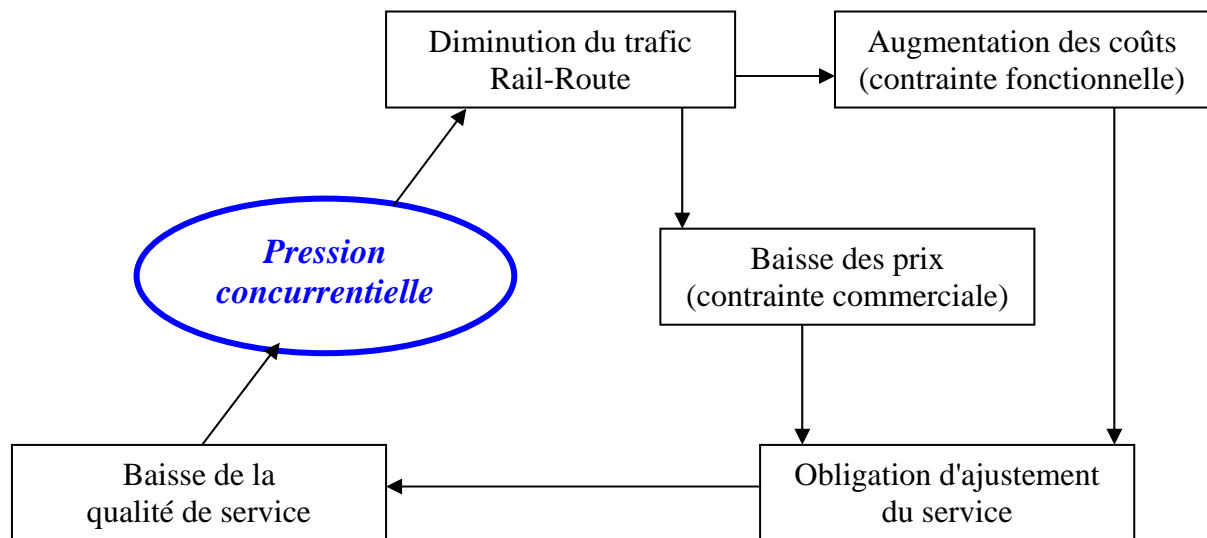 Diminution du trafic
Rail-Route
Augmentation des coûts
(contrainte fonctionnelle)
Pression
concurrentielle
Baisse des prix
(contrainte commerciale)
Baisse de la
qualité de service
Obligation d'ajustement
du service